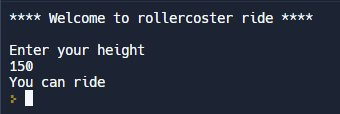 **** Welcome to rollercoster ride ****
Enter your height
150
You can ride
>